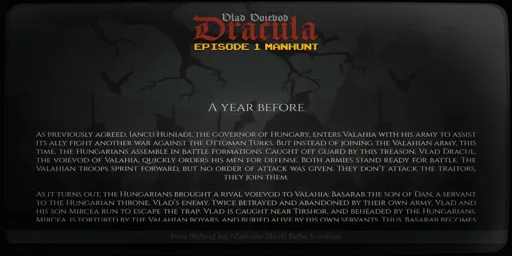 Vlad Voievod
Dracula
EPISODE 1 MANHUNT
A YEAR BEFORE
AS PREVIOUSLY AGREED, IANCU HUNIADI, THE GOVERNOR OF HUNGARY, ENTERS VALAHIA WITH HIS ARMY TO ASSIST
ITS ALLY FIGHT ANOTHER WAR AGAINST THE OTTOMAN TURKS. BUT INSTEAD OF JOINING THE VALAHIAN ARMY, THIS
TIME, THE HUNGARIANS ASSEMBLE IN BATTLE FORMATIONS. CAUGHT OFF GUARD BY THIS TREASON, VLAD DRACUL,
THE VOIEVOD OF VALAHIA, QUICKLY ORDERS HIS MEN FOR DEFENSE. BOTH ARMIES STAND READY FOR BATTLE. THE
VALAHIAN TROOPS SPRINT FORWARD, BUT NO ORDER OF ATTACK WAS GIVEN. THEY DON'T ATTACK THE TRAITORS,
THEY JOIN THEM.
AS IT TURNS OUT, THE HUNGARIANS BROUGHT A RIVAL VOIEVOD TO VALAHIA: BASARAB THE SON OF DAN, A SERVANT
TO THE HUNGARIAN THRONE, VLAD'S ENEMY. TWICE BETRAYED AND ABANDONED BY THEIR OWN ARMY, VLAD AND
HIS SON MIRCEA RUN TO ESCAPE THE TRAP. VLAD IS CAUGHT NEAR TIRSHOR, AND BEHEADED BY THE HUNGARIANS.
MIRCEA, IS TORTURED BY THE VALAHIAN BOYARS, AND BURIED ALIVE BY HIS OWN SERVANTS. THUS, BASARAB BECOMES
Press [Return] key / Controller [Start] Button to continue